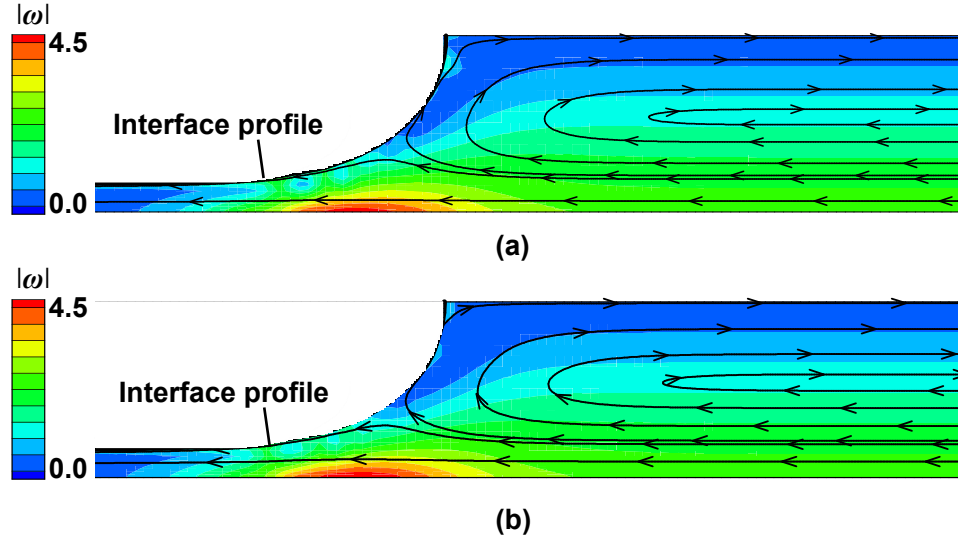 |ω|
4.5
Interface profile
0.0
(a)
|ω|
4.5
Interface profile
0.0
(b)